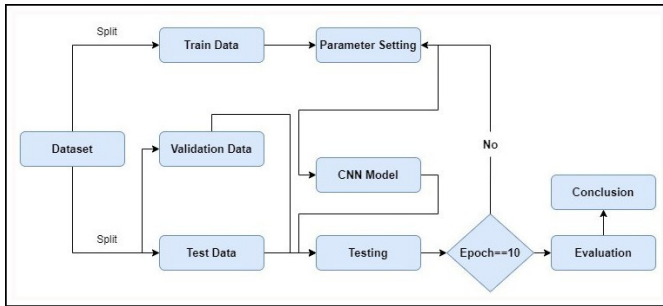 Split
Train Data
Parameter Setting
Dataset
Validation Data
No
CNN Model
Conclusion
Split
Test Data
Testing
Epoch==10
Evaluation